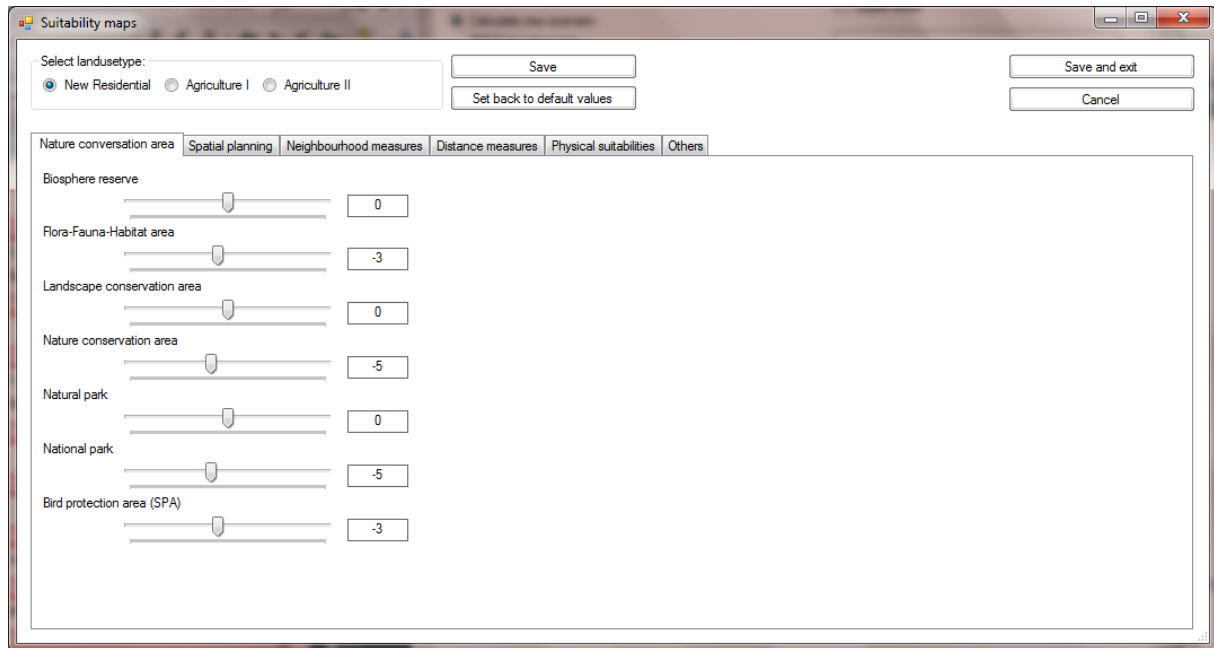 Suitability maps
Select landusetype:
New Residential Agriculture I Agriculture II
Save
Set back to default values
Save and exit
Cancel
Nature conversation area Spatial planning Neighbourhood measures Distance measures Physical suitabilities Others
Biosphere reserve
0
Flora-Fauna-Habitat area
-3
Landscape conservation area
0
Nature conservation area
-5
Natural park
0
National park
-5
Bird protection area (SPA)
-3